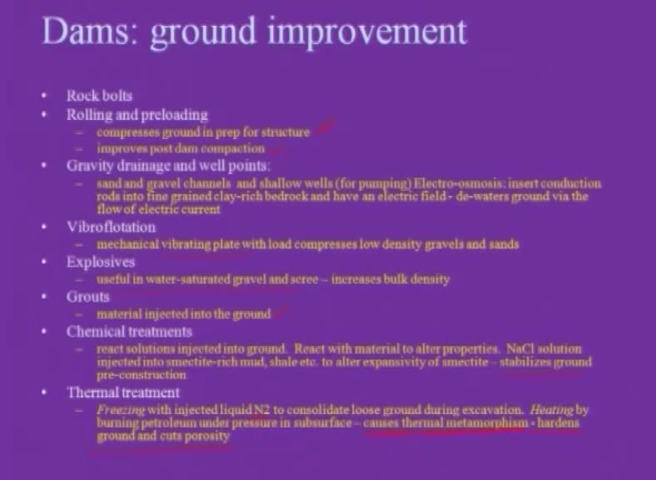 Dams: ground improvement
• Rock bolts
• Rolling and preloading
– compresses ground in prep for structure
– improves post dam compaction
• Gravity drainage and well points:
– sand and gravel channels and shallow wells (for pumping) Electro-osmosis: insert conduction
rods into fine grained clay-rich bedrock and have an electric field - de-waters ground via the
flow of electric current
• Vibroflotation
– mechanical vibrating plate with load compresses low density gravels and sands
• Explosives
– useful in water-saturated gravel and scree – increases bulk density
• Grouts
– material injected into the ground
• Chemical treatments
– react solutions injected into ground. React with material to alter properties. NaCl solution
injected into smectite-rich mud, shale etc. to alter expansivity of smectite – stabilizes ground
pre-construction
• Thermal treatment
– Freezing with injected liquid N2 to consolidate loose ground during excavation. Heating by
burning petroleum under pressure in subsurface – causes thermal metamorphism - hardens
ground and cuts porosity